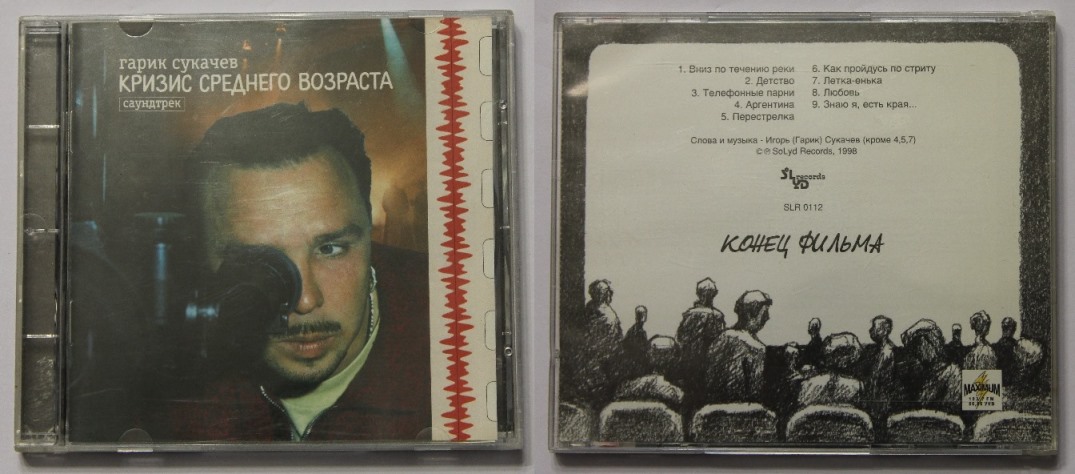 гарик сукачев
КРИЗИС СРЕДНЕГО ВОЗРАСТА
саундтрек
1. Вниз по течению реки
2. Детство
3. Телефонные парни
4. Аргентина
5. Перестрелка
6. Как пройдусь по стриту
7. Летка-енька
8. Любовь
9. Знаю я, есть края...
Слова и музыка - Игорь (Гарик) Сукачев (кроме 4,5,7)
©℗ SoLyd Records, 1998
SLYD records
SLR 0112
КОНЕЦ ФИЛЬМА
MAXIMUM